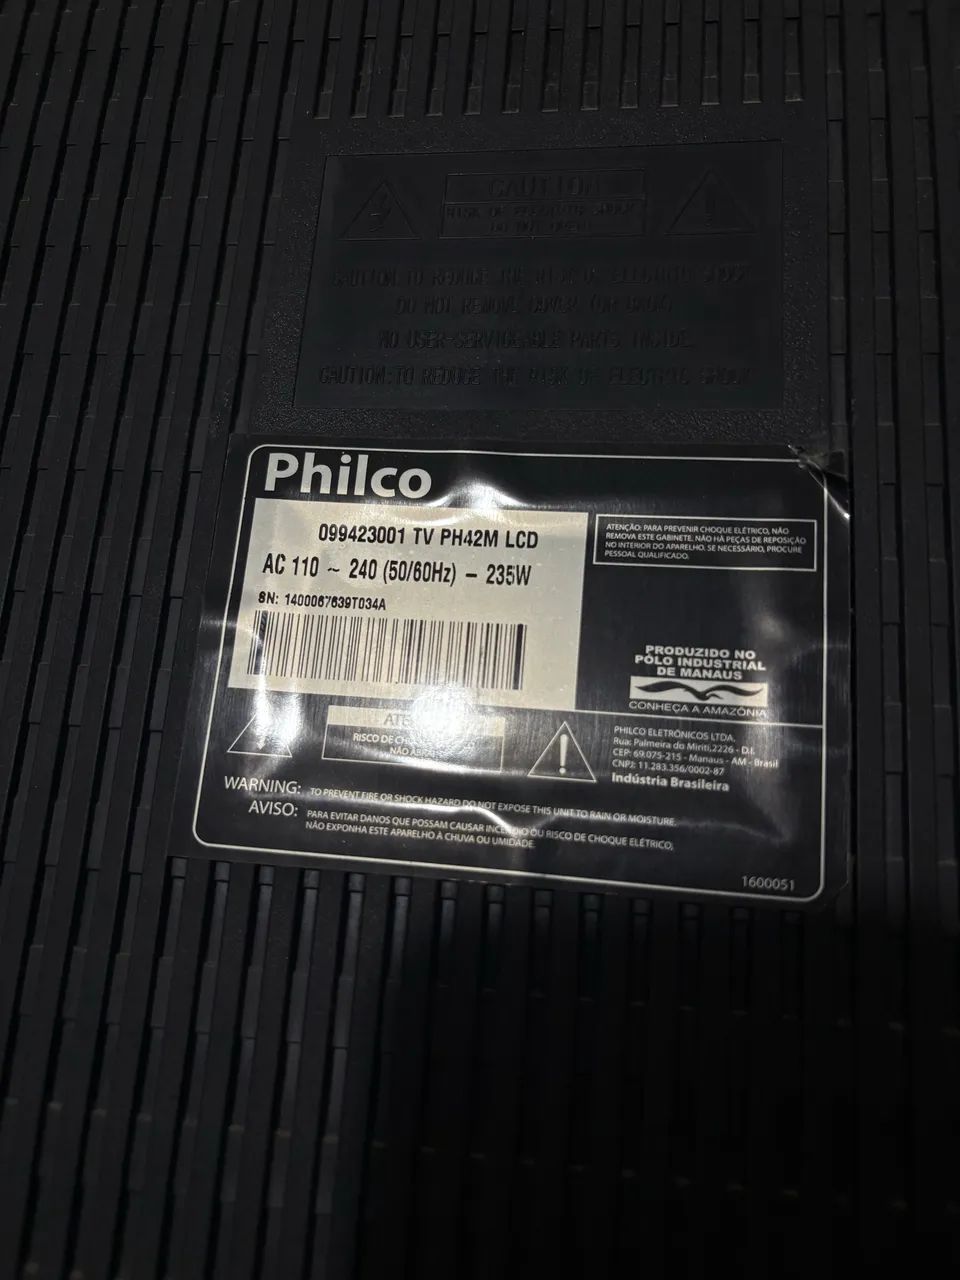 CAUTION
RISK OF ELECTRIC SHOCK
DO NOT OPEN
CAUTION:TO REDUCE THE RISK OF ELECTRIC SHOCK
DO NOT REMOVE COVER (OR BACK)
NO USER-SERVICEABLE PARTS INSIDE.
CAUTION:TO REDUCE THE RISK OF ELECTRIC SHOCK
Philco
099423001 TV PH42M LCD
AC 110 ~ 240 (50/60Hz) – 235W
SN: 1400067639T034A
ATENÇÃO: PARA PREVENIR CHOQUE ELÉTRICO, NÃO
REMOVA ESTE GABINETE. NÃO HÁ PEÇAS DE REPOSIÇÃO
NO INTERIOR DO APARELHO. SE NECESSÁRIO, PROCURE
PESSOAL QUALIFICADO.
PRODUZIDO NO
PÓLO INDUSTRIAL
DE MANAUS
CONHEÇA A AMAZÔNIA
RISCO DE
NÃO
PHILCO ELETRÔNICOS LTDA.
Rua: Palmeira do Miriti,2226 - D.I.
CEP: 69.075-215 - Manaus - AM - Brasil
CNPJ: 11.283.356/0002-87
Indústria Brasileira
WARNING: TO PREVENT FIRE OR SHOCK HAZARD DO NOT EXPOSE THIS UNIT TO RAIN OR MOISTURE.
AVISO: PARA EVITAR DANOS QUE POSSAM CAUSAR INCÊNDIO OU RISCO DE CHOQUE ELÉTRICO,
NÃO EXPONHA ESTE APARELHO À CHUVA OU UMIDADE.
1600051